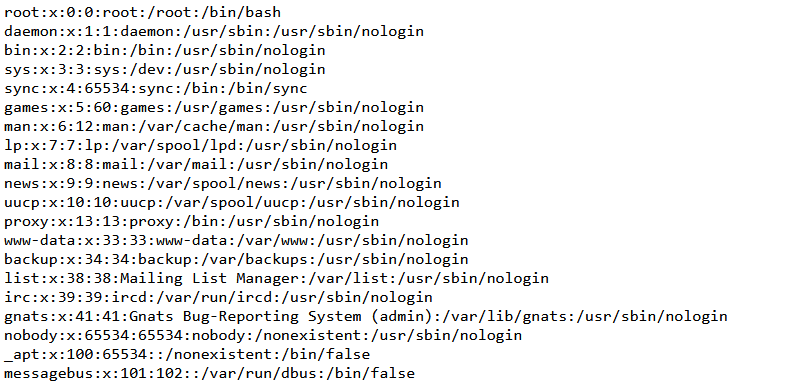 root:x:0:0:root:/root:/bin/bash
daemon:x:1:1:daemon:/usr/sbin:/usr/sbin/nologin
bin:x:2:2:bin:/bin:/usr/sbin/nologin
sys:x:3:3:sys:/dev:/usr/sbin/nologin
sync:x:4:65534:sync:/bin:/bin/sync
games:x:5:60:games:/usr/games:/usr/sbin/nologin
man:x:6:12:man:/var/cache/man:/usr/sbin/nologin
lp:x:7:7:lp:/var/spool/lpd:/usr/sbin/nologin
mail:x:8:8:mail:/var/mail:/usr/sbin/nologin
news:x:9:9:news:/var/spool/news:/usr/sbin/nologin
uucp:x:10:10:uucp:/var/spool/uucp:/usr/sbin/nologin
proxy:x:13:13:proxy:/bin:/usr/sbin/nologin
www-data:x:33:33:www-data:/var/www:/usr/sbin/nologin
backup:x:34:34:backup:/var/backups:/usr/sbin/nologin
list:x:38:38:Mailing List Manager:/var/list:/usr/sbin/nologin
irc:x:39:39:ircd:/var/run/ircd:/usr/sbin/nologin
gnats:x:41:41:Gnats Bug-Reporting System (admin):/var/lib/gnats:/usr/sbin/nologin
nobody:x:65534:65534:nobody:/nonexistent:/usr/sbin/nologin
_apt:x:100:65534::/nonexistent:/bin/false
messagebus:x:101:102::/var/run/dbus:/bin/false